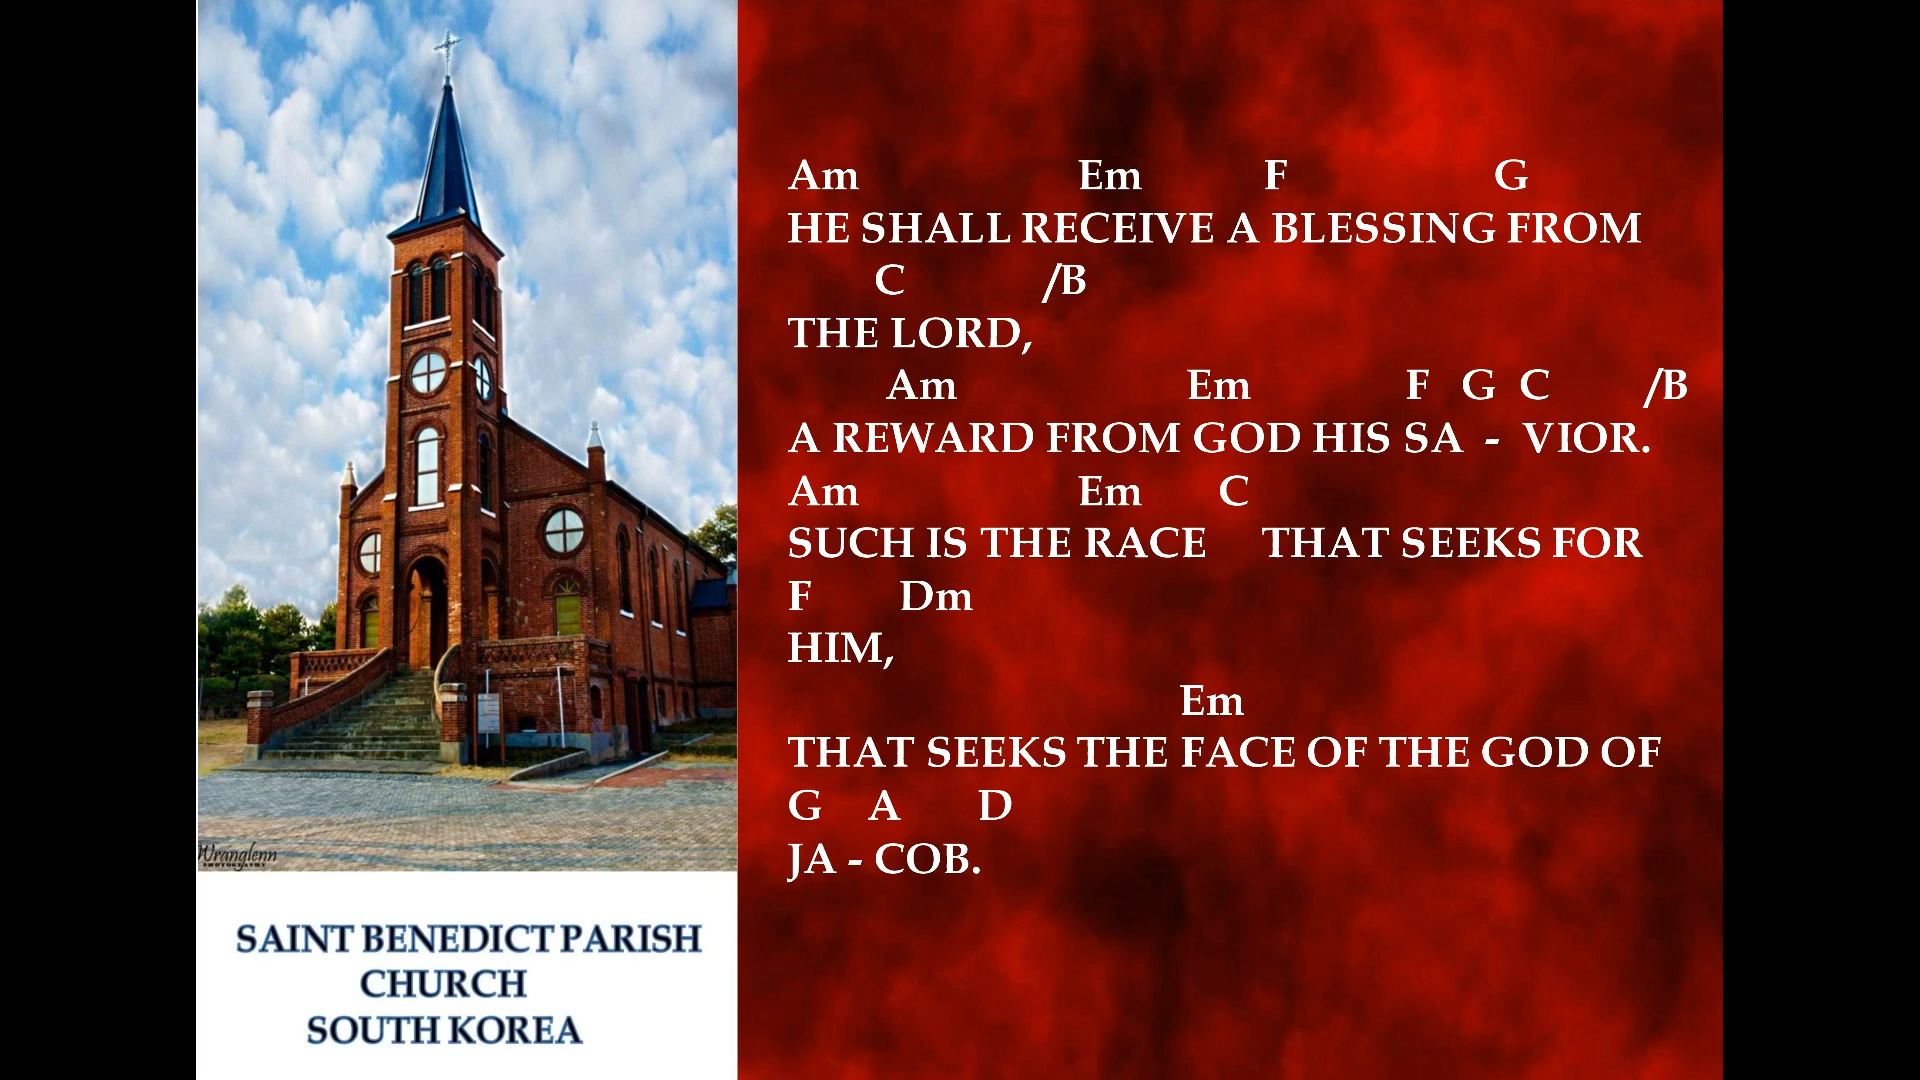 Wranglenn
PHOTOGRAPHY
SAINT BENEDICT PARISH
CHURCH
SOUTH KOREA
Am Em F G
HE SHALL RECEIVE A BLESSING FROM
C /B
THE LORD,
Am Em F G C /B
A REWARD FROM GOD HIS SA - VIOR.
Am Em C
SUCH IS THE RACE THAT SEEKS FOR
F Dm
HIM,
Em
THAT SEEKS THE FACE OF THE GOD OF
G A D
JA - COB.